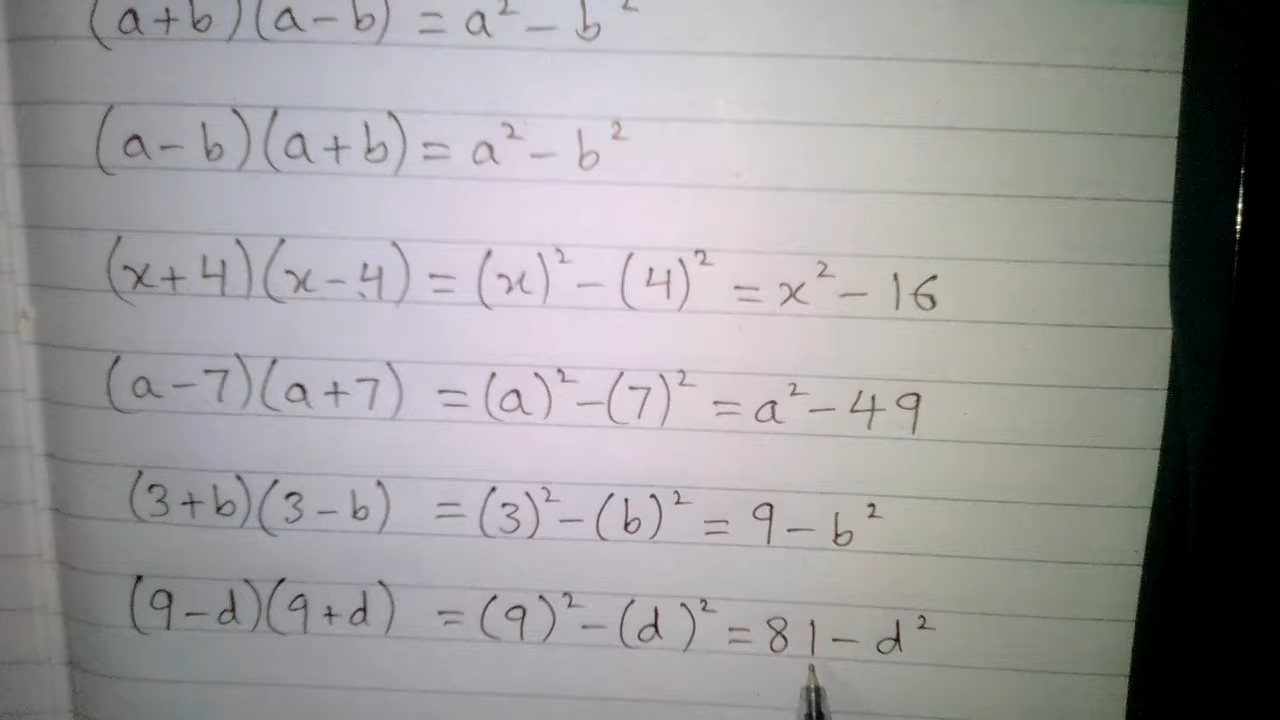 (a+b)(a-b) = a² - b²
(a-b)(a+b) = a² - b²
(x+4)(x-4) = (x)² - (4)² = x² - 16
(a-7)(a+7) = (a)² - (7)² = a² - 49
(3+b)(3-b) = (3)² - (b)² = 9 - b²
(9-d)(9+d) = (9)² - (d)² = 81 - d²